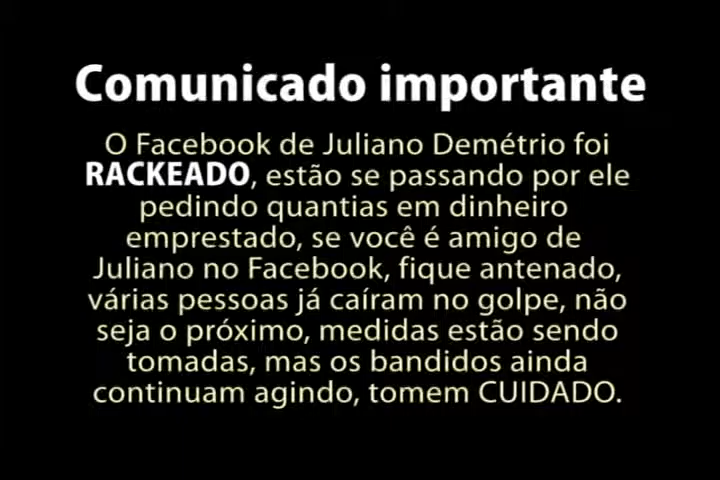 Comunicado importante
O Facebook de Juliano Demétrio foi
RACKEADO, estão se passando por ele
pedindo quantias em dinheiro
emprestado, se você é amigo de
Juliano no Facebook, fique antenado,
várias pessoas já caíram no golpe, não
seja o próximo, medidas estão sendo
tomadas, mas os bandidos ainda
continuam agindo, tomem CUIDADO.